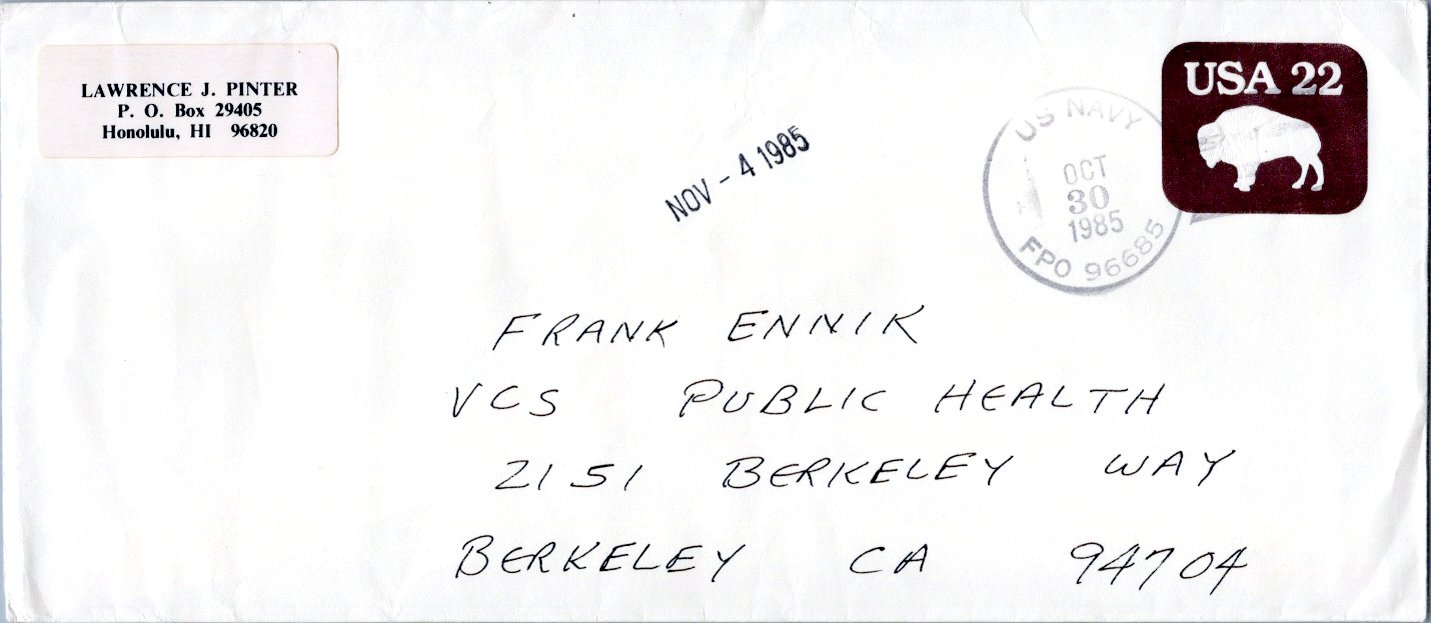 LAWRENCE J. PINTER
P. O. Box 29405
Honolulu, HI 96820
NOV - 4 1985
US NAVY
OCT
30
1985
FPO 96685
USA 22
FRANK ENNIK
VCS PUBLIC HEALTH
2151 BERKELEY WAY
BERKELEY CA 94704